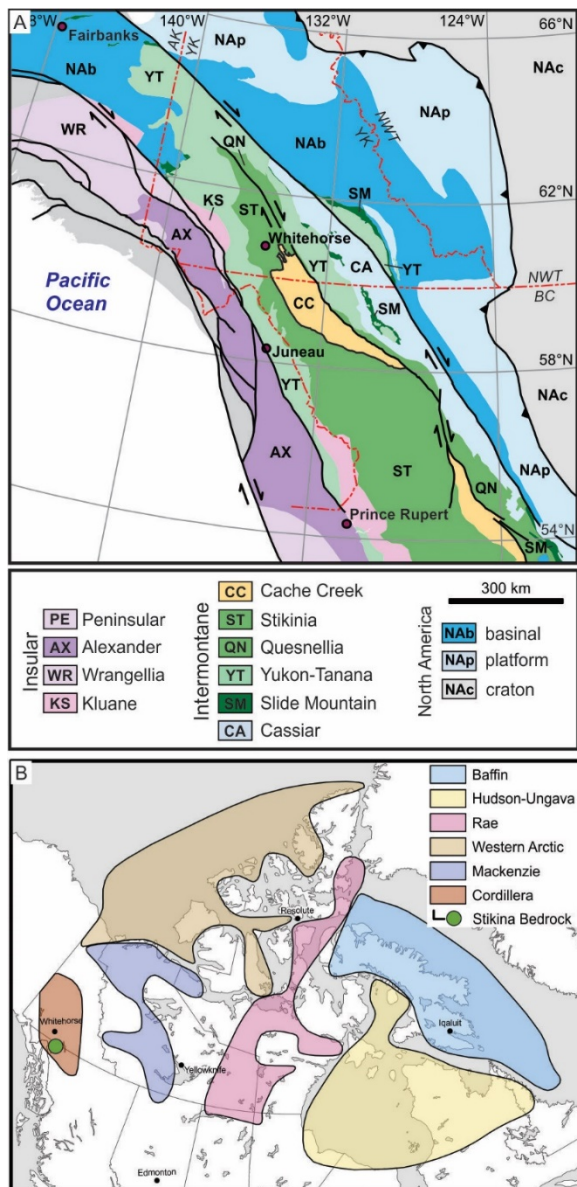 A
148°W
140°W
132°W
124°W
66°N
Fairbanks
AK
YK
NAp
NAc
NAb
YT
WR
QN
NAb
NWT
YK
NAp
62°N
KS
ST
SM
AX
Whitehorse
YT
CA
YT
NWT
BC
Pacific
Ocean
CC
SM
58°N
Juneau
NAc
YT
AX
ST
QN
NAp
Prince Rupert
54°N
SM
Insular
PE Peninsular
AX Alexander
WR Wrangellia
KS Kluane
Intermontane
CC Cache Creek
ST Stikinia
QN Quesnellia
YT Yukon-Tanana
SM Slide Mountain
CA Cassiar
300 km
North America
NAb basinal
NAp platform
NAc craton
B
Baffin
Hudson-Ungava
Rae
Western Arctic
Mackenzie
Cordillera
Stikina Bedrock
Resolute
Whitehorse
Iqaluit
Yellowknife
Edmonton